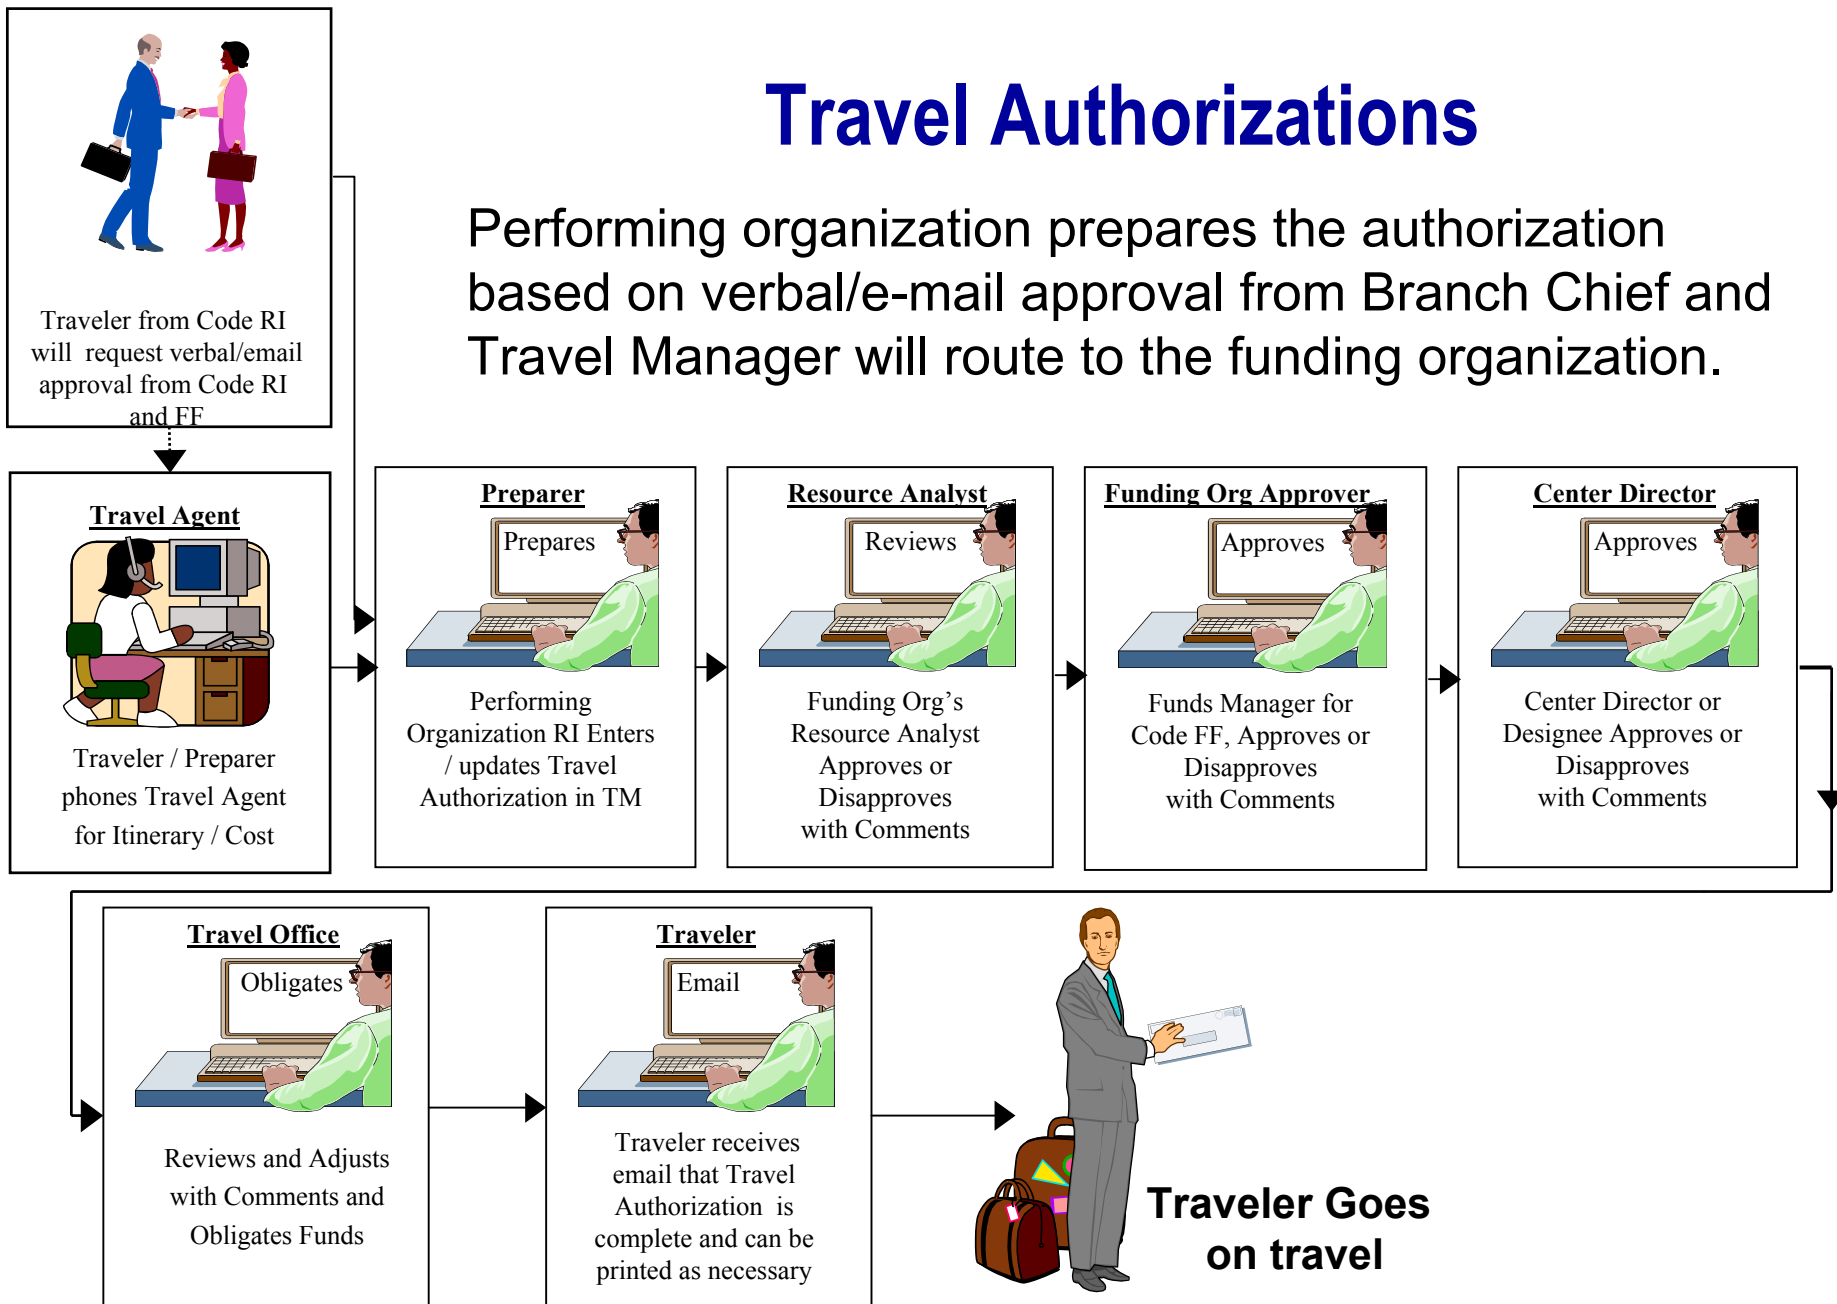 Travel Authorizations
Performing organization prepares the authorization
based on verbal/e-mail approval from Branch Chief and
Travel Manager will route to the funding organization.
Traveler from Code RI
will request verbal/email
approval from Code RI
and FF
Travel Agent
Traveler / Preparer
phones Travel Agent
for Itinerary / Cost
Preparer
Prepares
Performing
Organization RI Enters
/ updates Travel
Authorization in TM
Resource Analyst
Reviews
Funding Org’s
Resource Analyst
Approves or
Disapproves
with Comments
Funding Org Approver
Approves
Funds Manager for
Code FF, Approves or
Disapproves
with Comments
Center Director
Approves
Center Director or
Designee Approves or
Disapproves
with Comments
Travel Office
Obligates
Reviews and Adjusts
with Comments and
Obligates Funds
Traveler
Email
Traveler receives
email that Travel
Authorization is
complete and can be
printed as necessary
Traveler Goes
on travel